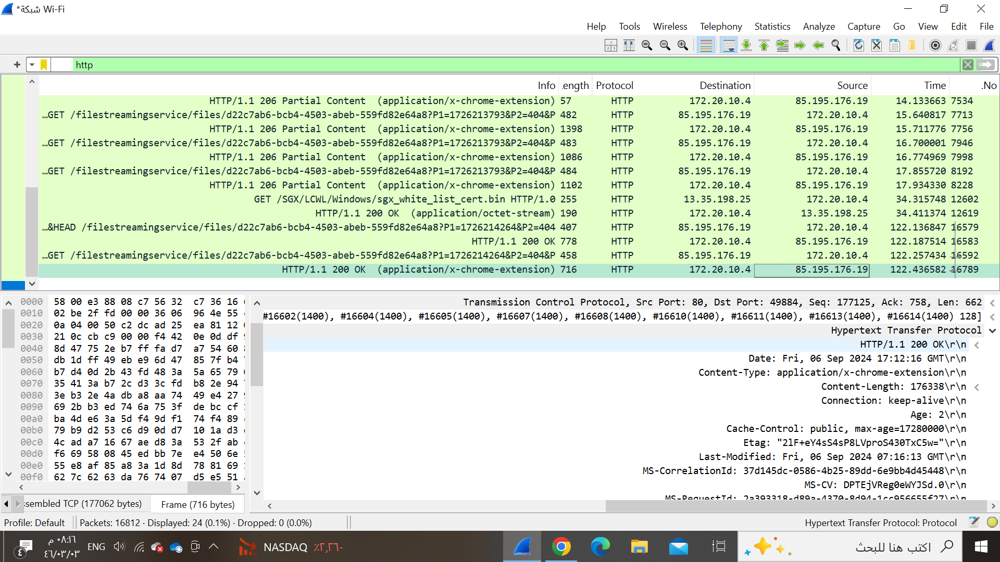 *شبكة Wi-Fi
File Edit View Go Capture Analyze Statistics Telephony Wireless Tools Help
http
No. Time Source Destination Protocol Length Info
7534 14.133663 85.195.176.19 172.20.10.4 HTTP 57 HTTP/1.1 206 Partial Content (application/x-chrome-extension)
7713 15.640817 172.20.10.4 85.195.176.19 HTTP 482 GET /filestreamingservice/files/d22c7ab6-bcb4-4503-abeb-559fd82e64a8?P1=1726213793&P2=404&P…
7756 15.711776 85.195.176.19 172.20.10.4 HTTP 1398 HTTP/1.1 206 Partial Content (application/x-chrome-extension)
7946 16.700001 172.20.10.4 85.195.176.19 HTTP 483 GET /filestreamingservice/files/d22c7ab6-bcb4-4503-abeb-559fd82e64a8?P1=1726213793&P2=404&P…
7998 16.774969 85.195.176.19 172.20.10.4 HTTP 1086 HTTP/1.1 206 Partial Content (application/x-chrome-extension)
8192 17.855720 172.20.10.4 85.195.176.19 HTTP 484 GET /filestreamingservice/files/d22c7ab6-bcb4-4503-abeb-559fd82e64a8?P1=1726213793&P2=404&P…
8228 17.934330 85.195.176.19 172.20.10.4 HTTP 1102 HTTP/1.1 206 Partial Content (application/x-chrome-extension)
12602 34.315748 172.20.10.4 13.35.198.25 HTTP 255 GET /SGX/LCWL/Windows/sgx_white_list_cert.bin HTTP/1.0
12619 34.411374 13.35.198.25 172.20.10.4 HTTP 190 HTTP/1.1 200 OK (application/octet-stream)
16579 122.136847 172.20.10.4 85.195.176.19 HTTP 407 HEAD /filestreamingservice/files/d22c7ab6-bcb4-4503-abeb-559fd82e64a8?P1=1726214264&P2=404&…
16583 122.187514 85.195.176.19 172.20.10.4 HTTP 778 HTTP/1.1 200 OK
16592 122.257434 172.20.10.4 85.195.176.19 HTTP 458 GET /filestreamingservice/files/d22c7ab6-bcb4-4503-abeb-559fd82e64a8?P1=1726214264&P2=404&P…
16789 122.436582 85.195.176.19 172.20.10.4 HTTP 716 HTTP/1.1 200 OK (application/x-chrome-extension)
Transmission Control Protocol, Src Port: 80, Dst Port: 49884, Seq: 177125, Ack: 758, Len: 662
#16602(1400), #16604(1400), #16605(1400), #16607(1400), #16608(1400), #16610(1400), #16611(1400), #16613(1400), #16614(1400) 128]
Hypertext Transfer Protocol
HTTP/1.1 200 OK\r\n
Date: Fri, 06 Sep 2024 17:12:16 GMT\r\n
Content-Type: application/x-chrome-extension\r\n
Content-Length: 176338\r\n
Connection: keep-alive\r\n
Age: 2\r\n
Cache-Control: public, max-age=17280000\r\n
Etag: "2lF+eY4sS4sP8LVproS430TxC5w="\r\n
Last-Modified: Fri, 06 Sep 2024 07:16:13 GMT\r\n
MS-CorrelationId: 37d145dc-0586-4b25-89dd-6e9bb4d45448\r\n
MS-CV: DPTEjVReg0eWYJSd.0\r\n
MS-RequestId: 2a393318-d89a-4370-8d94-1cc956655f27\r\n
0000 58 00 e3 88 08 c7 56 32 c7 36 16
0010 02 be 2f fd 00 00 36 06 96 4e 55
0020 0a 04 00 50 c2 dc ad 25 ea 81 12
0030 21 0c cb c9 00 00 f4 42 0e 0d df
0040 8d 47 75 2e b7 ff fa d7 a7 54 60
0050 db 1d ff 49 eb e9 6d 47 85 7f b4
0060 b7 d4 0d 2b 43 fd 48 3a 5a 65 79
0070 35 41 3a b7 2c d3 3c fd b8 2e 94
0080 3e b3 2e 4a db a8 aa 74 49 e4 27
0090 69 2b b3 ed 74 6a 75 3f de bc cf
00a0 ba 4d e6 3a 5d f4 9d f1 74 f4 89
00b0 79 b9 d2 53 c6 d9 0d d7 10 1a d3
00c0 4c ad a7 16 67 ae d8 3a 53 2f ab
00d0 f6 69 58 08 45 ed bb 7e e4 50 6e
00e0 55 e8 af 85 a8 3a 1d 8d 78 81 69
00f0 62 7c 62 63 da 76 74 07 d5 e5 51
Frame (716 bytes) sembled TCP (177062 bytes)
Profile: Default Packets: 16812 · Displayed: 24 (0.1%) · Dropped: 0 (0.0%) Hypertext Transfer Protocol: Protocol
اكتب هنا للبحث
NASDAQ ٪٢,٢٦-
ENG
٠٨:١٦ م
٤٦/٠٣/٠٣
٤